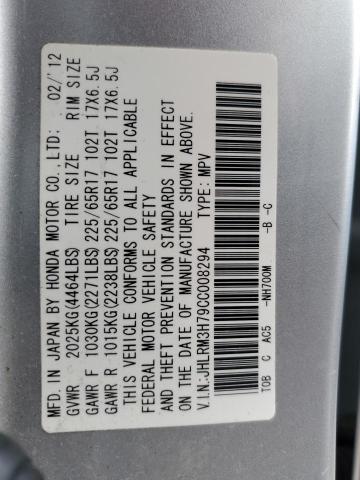 MFD. IN JAPAN BY HONDA MOTOR CO.,LTD: 02/'12
GVWR 2025KG(4464LBS) TIRE SIZE RIM SIZE
GAWR F 1030KG(2271LBS) 225/65R17 102T 17X6.5J
GAWR R 1015KG(2238LBS) 225/65R17 102T 17X6.5J
THIS VEHICLE CONFORMS TO ALL APPLICABLE
FEDERAL MOTOR VEHICLE SAFETY
AND THEFT PREVENTION STANDARDS IN EFFECT
ON THE DATE OF MANUFACTURE SHOWN ABOVE.
V.I.N:JHLRM3H79CC008294 TYPE: MPV
T0B C AC5 -NH700M -B -C